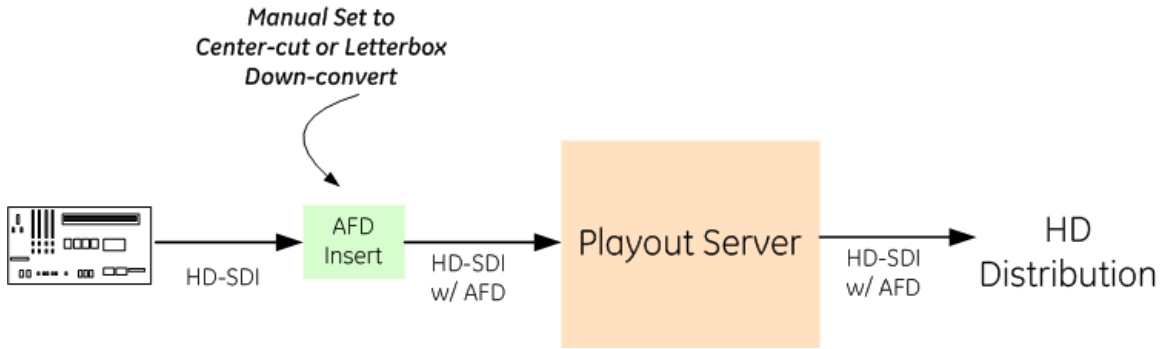 Manual Set to
Center-cut or Letterbox
Down-convert
HD-SDI
AFD
Insert
HD-SDI
w/ AFD
Playout Server
HD-SDI
w/ AFD
HD
Distribution